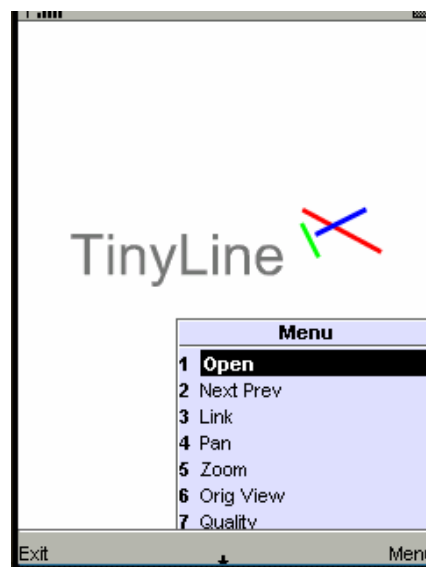 TinyLine
Menu
1 Open
2 Next Prev
3 Link
4 Pan
5 Zoom
6 Orig View
7 Quality
Exit Menu